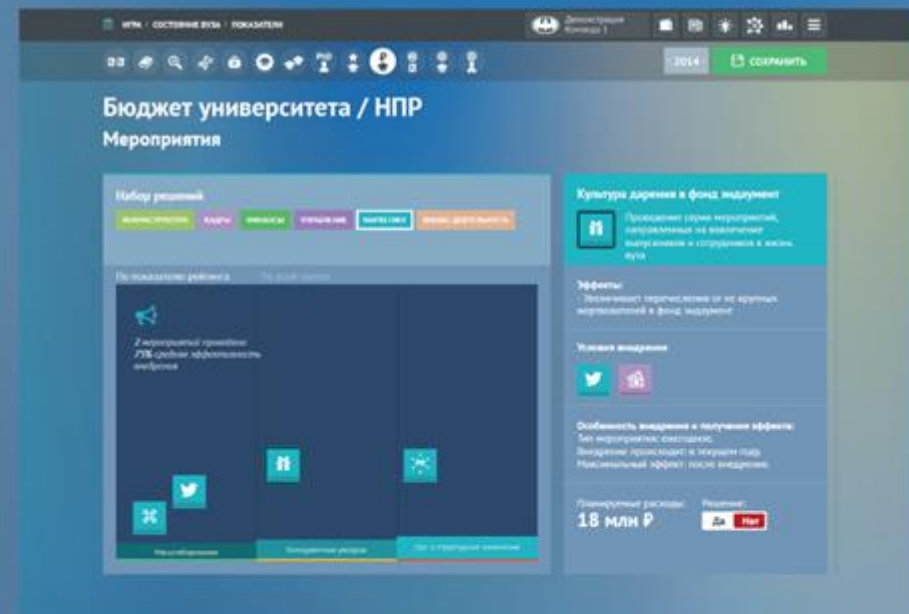 ИГРА / СОСТОЯНИЕ ВУЗА / ПОКАЗАТЕЛИ
Демонстрация
Команда 1
2014
СОХРАНИТЬ
Бюджет университета / НПР
Мероприятия
Набор решений
ИНФРАСТРУКТУРА КАДРЫ ФИНАНСЫ УПРАВЛЕНИЕ МАРКЕТИНГ
По показателю рейтинга
2 мероприятий проведено
75% средняя эффективность
внедрения
Культура дарения в фонд эндаумент
Проведение серии мероприятий,
направленных на вовлечение
выпускников и сотрудников в жизнь
вуза
Эффекты:
- Увеличивает перечисления от не крупных
жертвователей в фонд эндаумент
Условия внедрения
Особенность внедрения и получения эффекта:
Тип мероприятия: ежегодное.
Внедрение происходит: в текущем году.
Максимальный эффект: после внедрения.
Планируемые расходы: Решение:
18 млн ₽ Да Нет